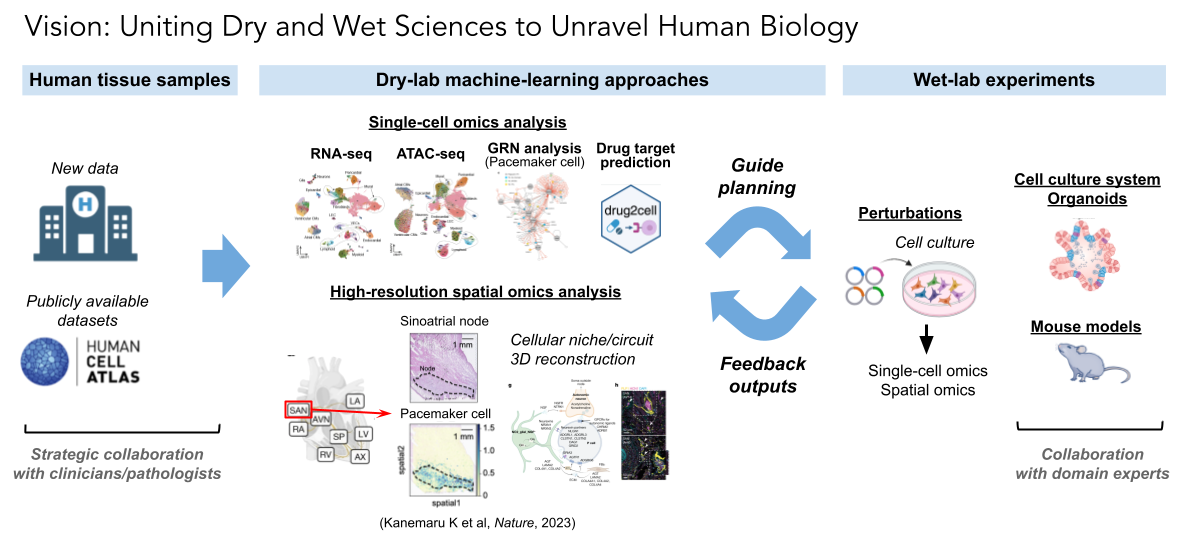 Vision: Uniting Dry and Wet Sciences to Unravel Human Biology
Human tissue samples
Dry-lab machine-learning approaches
Wet-lab experiments
New data
H
Publicly available
datasets
HUMAN
CELL
ATLAS
Strategic collaboration
with clinicians/pathologists
Single-cell omics analysis
RNA-seq
ATAC-seq
GRN analysis
(Pacemaker cell)
Drug target
prediction
drug2cell
High-resolution spatial omics analysis
Sinoatrial node
1 mm
Node
Pacemaker cell
1 mm
1.5
1.0
0.5
0
spatial2
spatial1
SAN
AVN
LA
RA
SP
LV
RV
AX
Cellular niche/circuit
3D reconstruction
g
h
(Kanemaru K et al, Nature, 2023)
Guide
planning
Feedback
outputs
Perturbations
Cell culture
Single-cell omics
Spatial omics
Cell culture system
Organoids
Mouse models
Collaboration
with domain experts